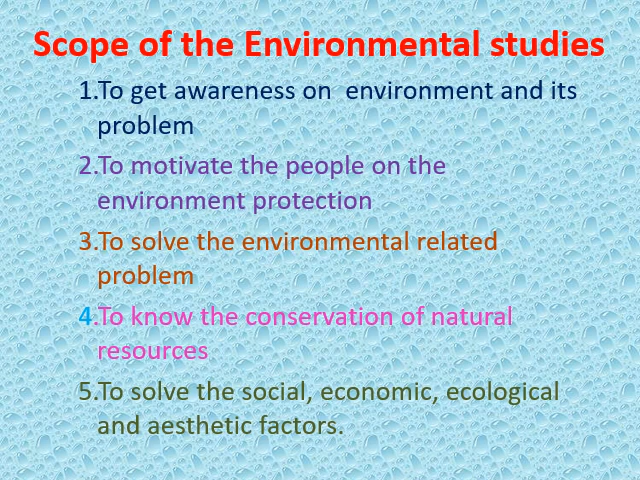 Scope of the Environmental studies
1.To get awareness on  environment and its
problem
2.To motivate the people on the
environment protection
3.To solve the environmental related
problem
4.To know the conservation of natural
resources
5.To solve the social, economic, ecological
and aesthetic factors.